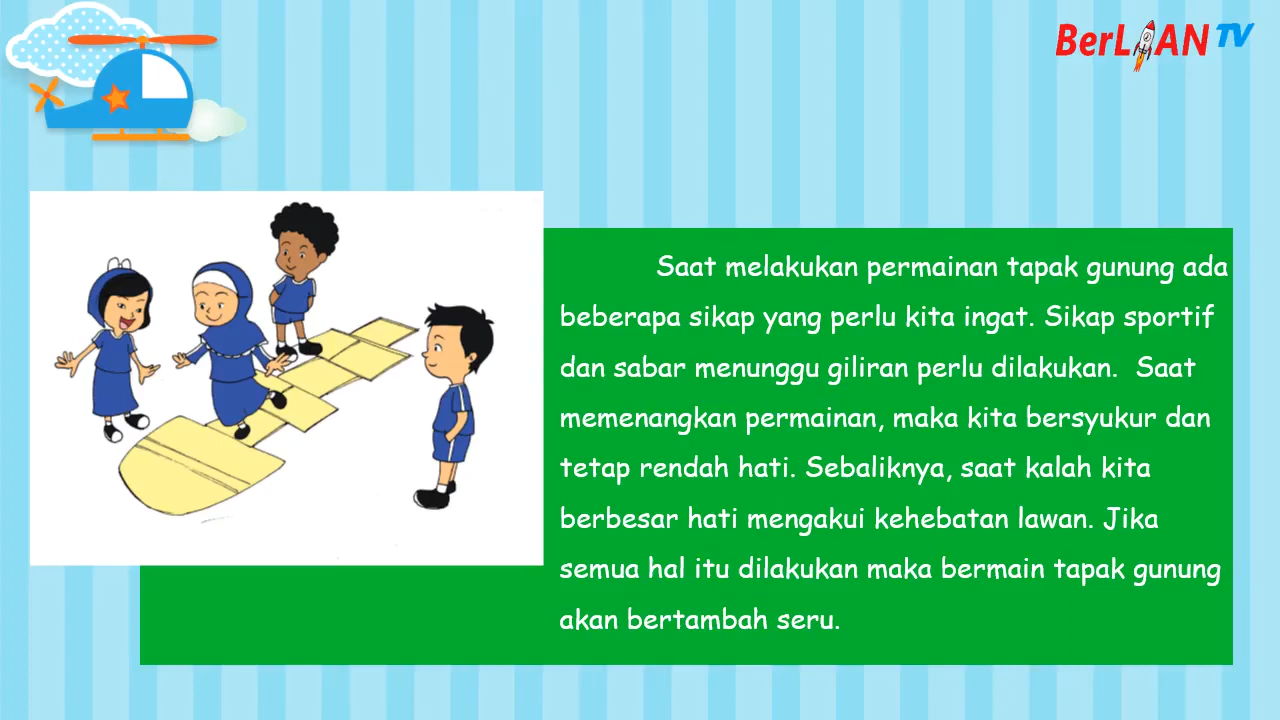 BerLIAN TV
Saat melakukan permainan tapak gunung ada
beberapa sikap yang perlu kita ingat. Sikap sportif
dan sabar menunggu giliran perlu dilakukan. Saat
memenangkan permainan, maka kita bersyukur dan
tetap rendah hati. Sebaliknya, saat kalah kita
berbesar hati mengakui kehebatan lawan. Jika
semua hal itu dilakukan maka bermain tapak gunung
akan bertambah seru.